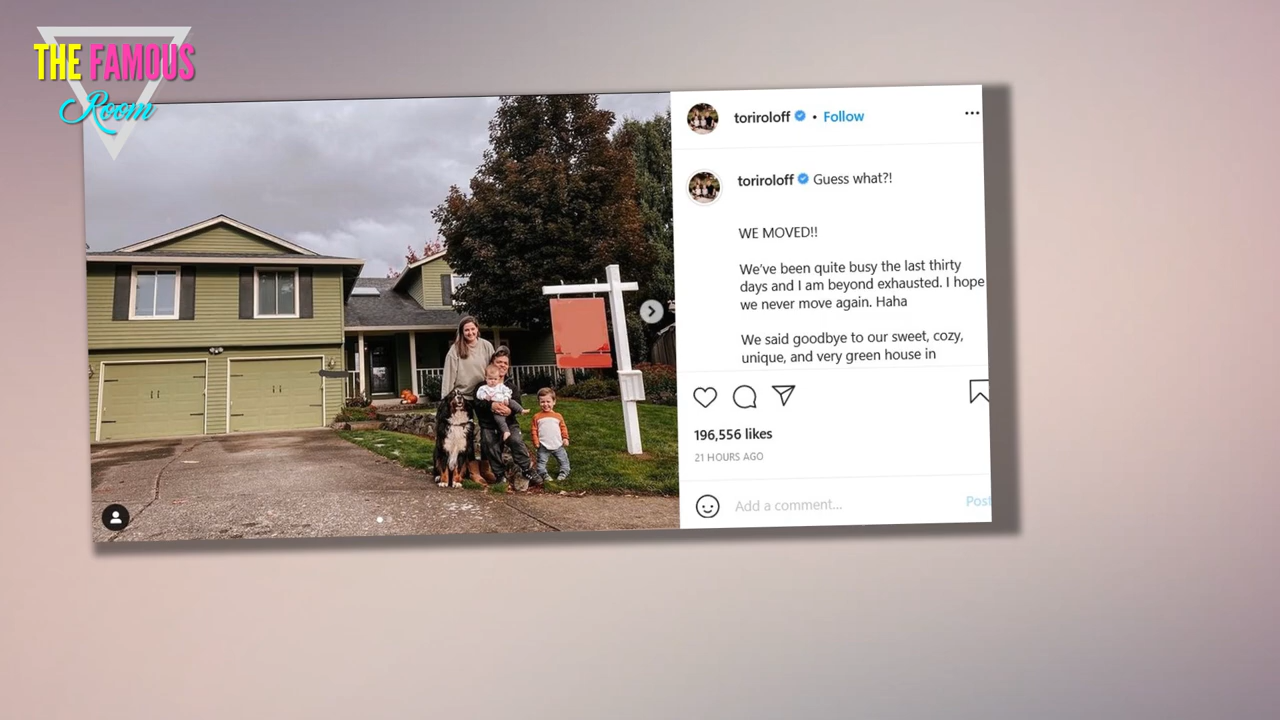 THE FAMOUS
Room
toriroloff • Follow
toriroloff Guess what?!
WE MOVED!!
We've been quite busy the last thirty
days and I am beyond exhausted. I hope
we never move again. Haha
We said goodbye to our sweet, cozy,
unique, and very green house in
196,556 likes
21 HOURS AGO
Add a comment...
Post